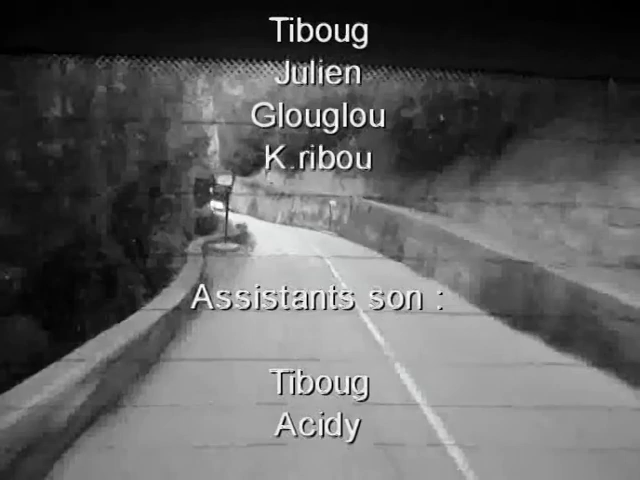 Tiboug
Julien
Glouglou
K.ribou
Assistants son :
Tiboug
Acidy